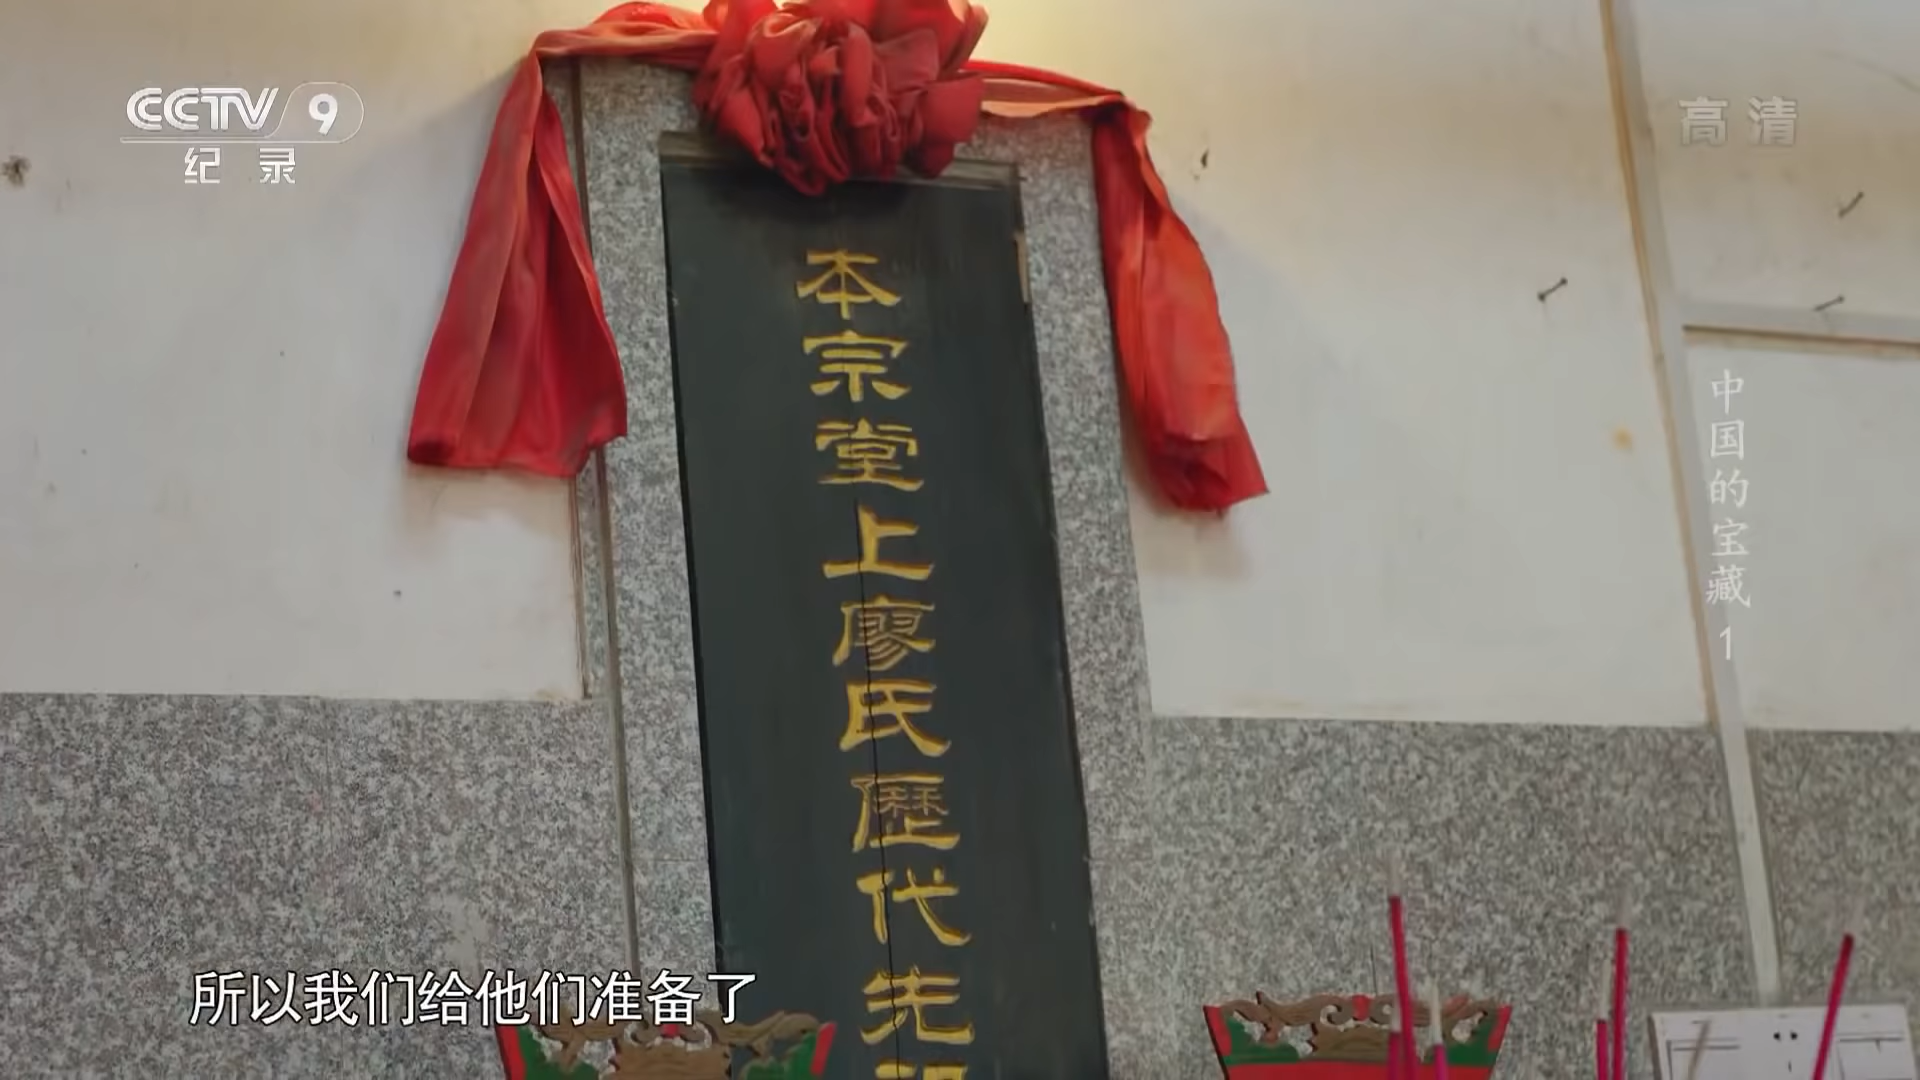 CCTV 9
纪录
高清
本宗堂上廖氏歷代先
中国的宝藏 1
所以我们给他们准备了